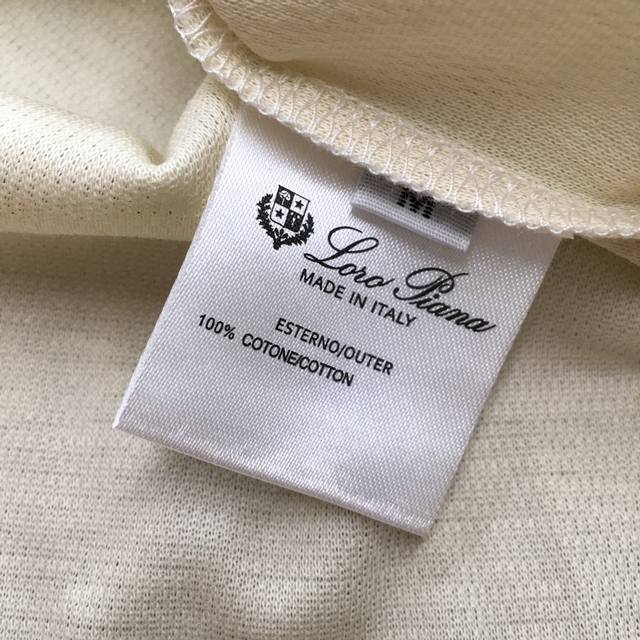 M
Loro Piana
MADE IN ITALY
ESTERNO/OUTER
100% COTONE/COTTON